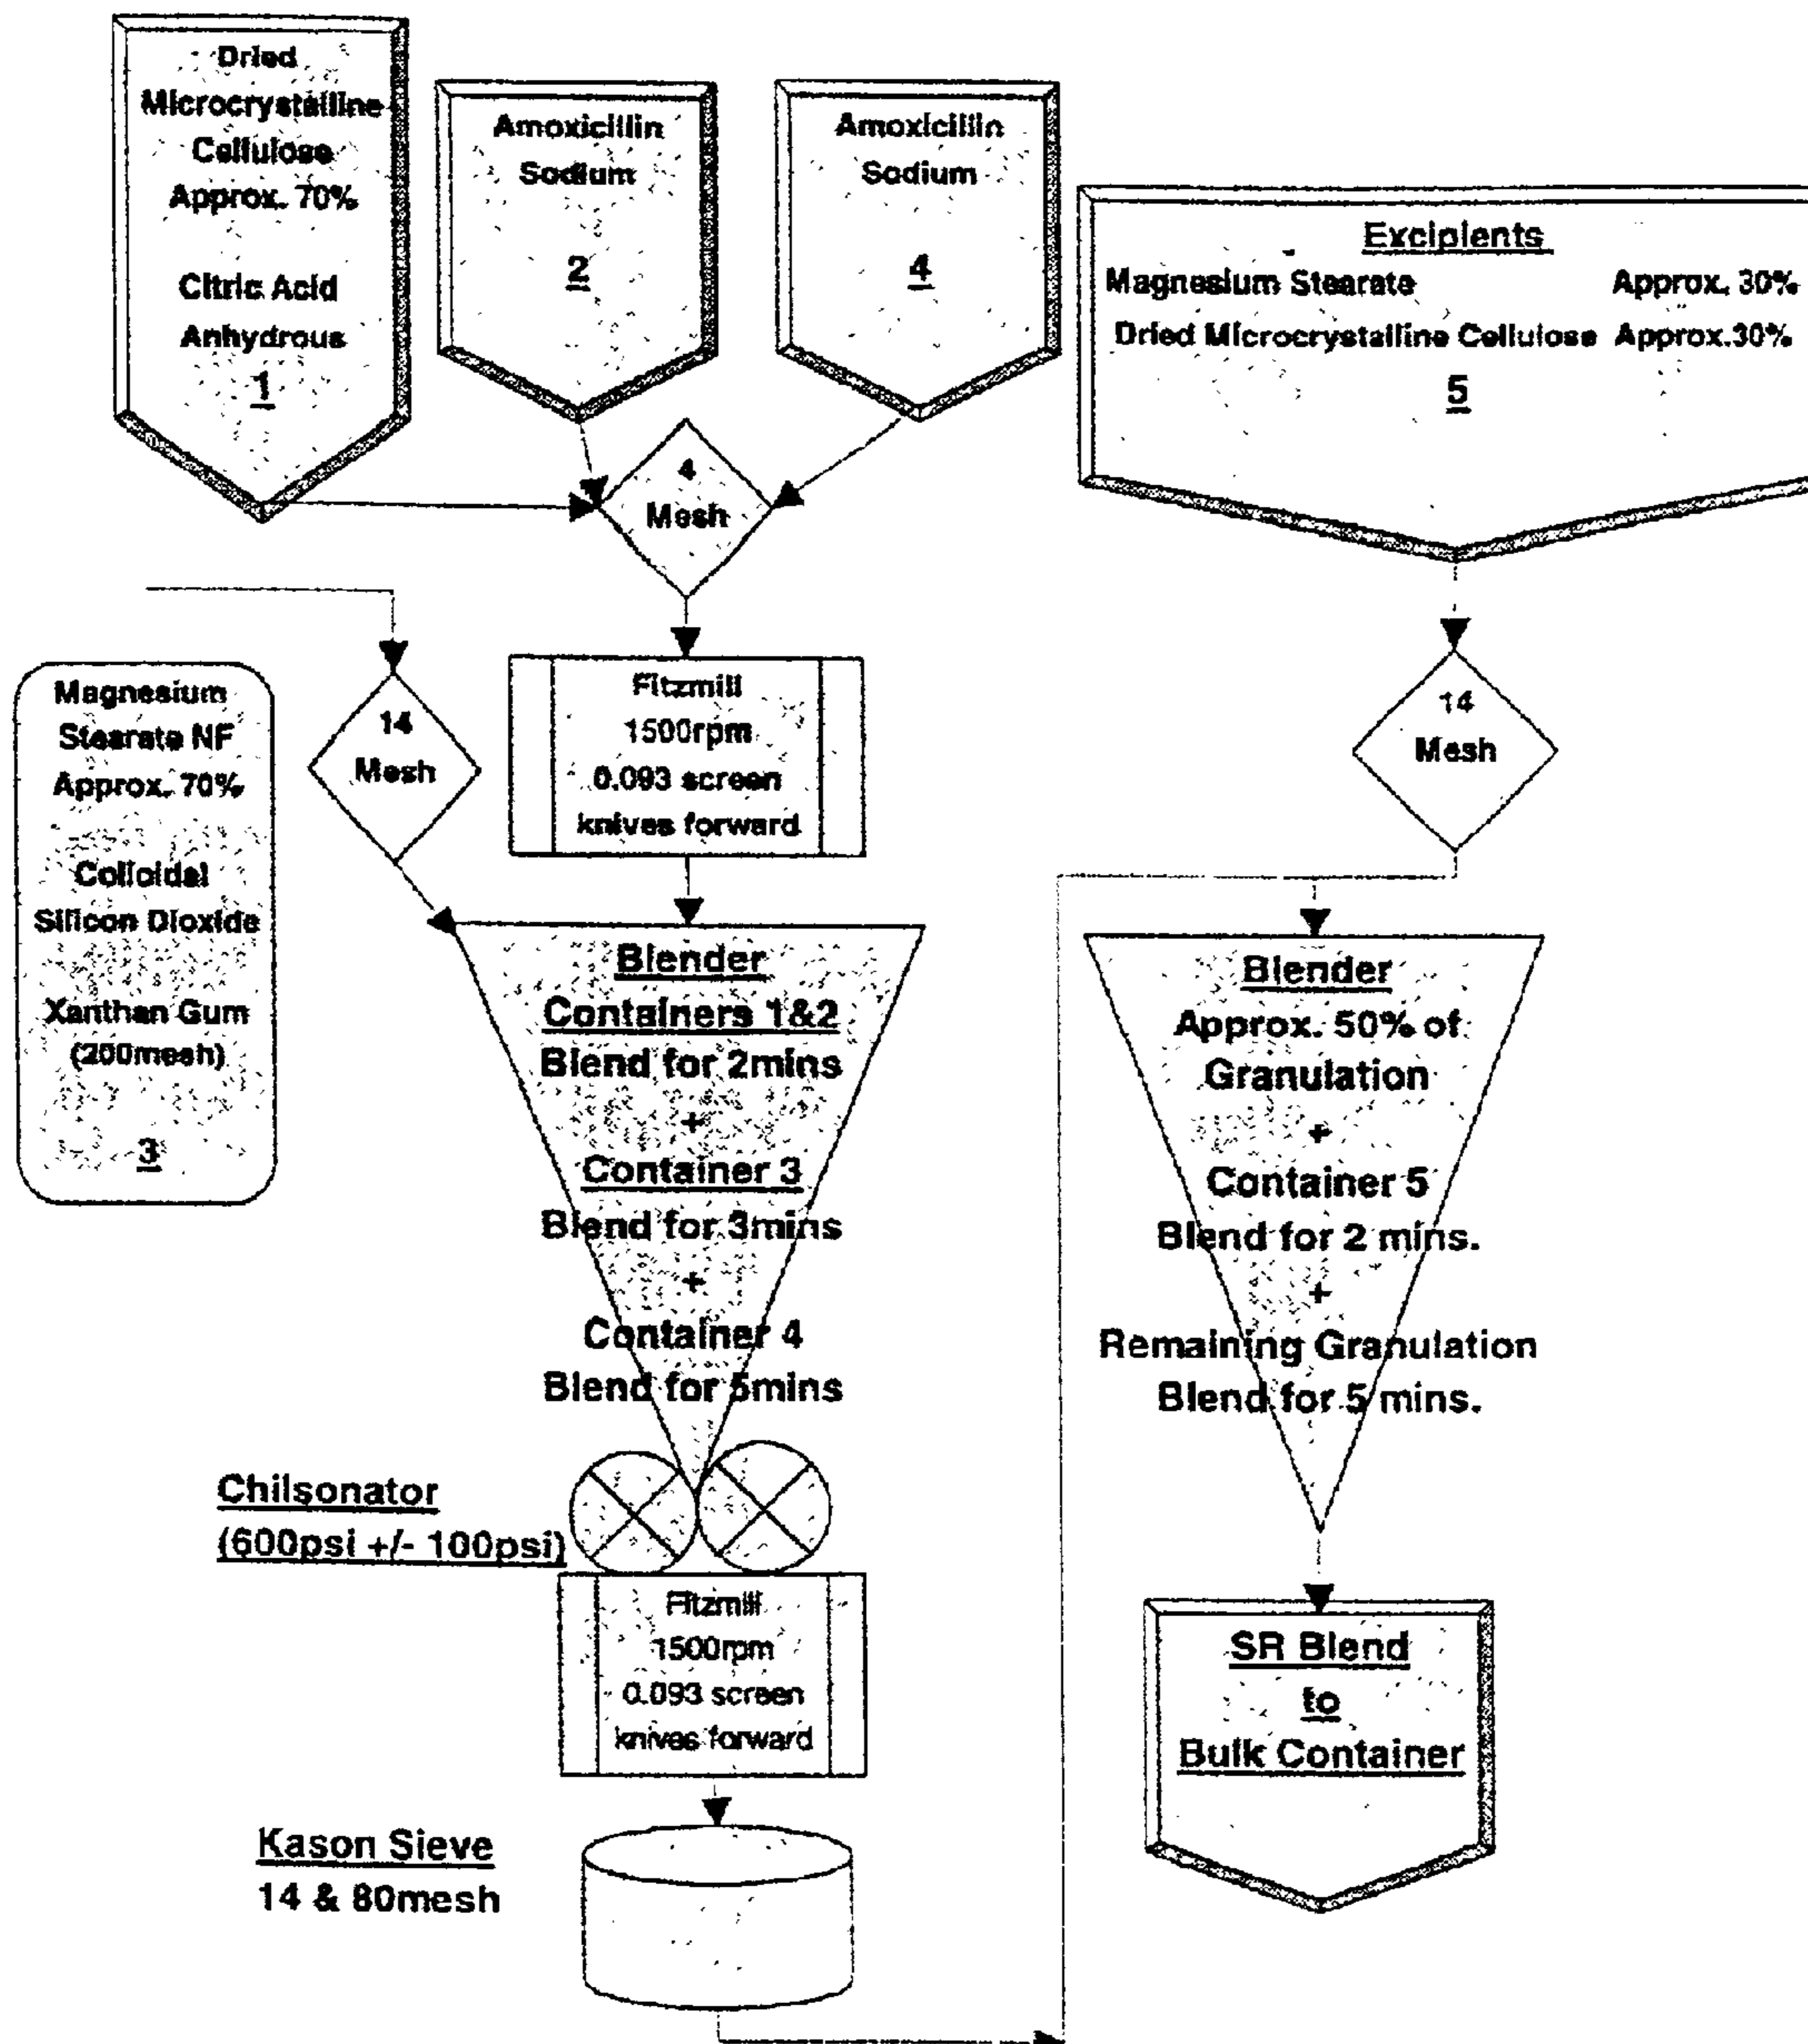 Dried
Microcrystalline
Cellulose
Approx. 70%
Citric Acid
Anhydrous
1
Amoxicillin
Sodium
2
Amoxicillin
Sodium
4
Excipients
Magnesium Stearate Approx. 30%
Dried Microcrystalline Cellulose Approx.30%
5
4
Mesh
Magnesium
Stearate NF
Approx. 70%
Colloidal
Silicon Dioxide
Xanthan Gum
(200mesh)
3
14
Mesh
Fitzmill
1500rpm
0.093 screen
knives forward
14
Mesh
Blender
Containers 1&2
Blend for 2mins
+
Container 3
Blend for 3mins
+
Container 4
Blend for 5mins
Blender
Approx. 50% of
Granulation
+
Container 5
Blend for 2 mins.
+
Remaining Granulation
Blend for 5 mins.
Chilsonator
(600psi +/- 100psi)
Fitzmill
1500rpm
0.093 screen
knives forward
Kason Sieve
14 & 80mesh
SR Blend
to
Bulk Container